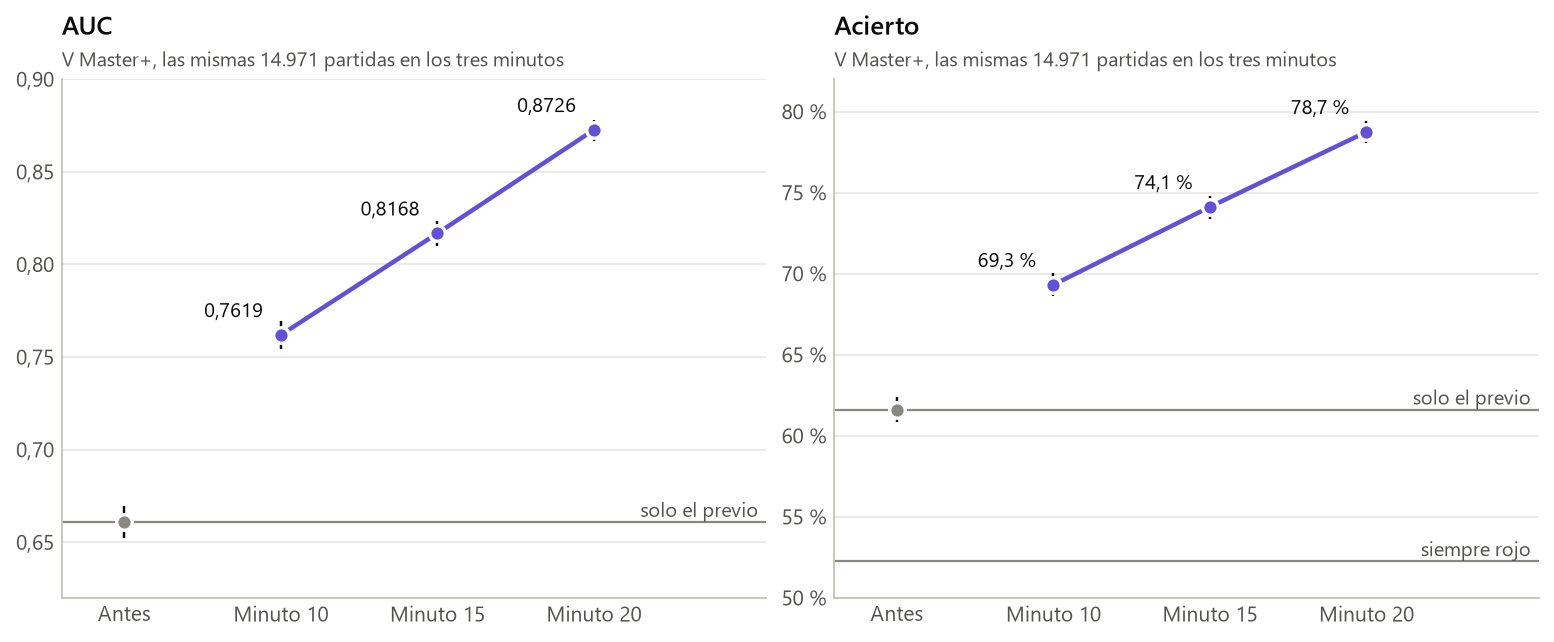 AUC
V Master+, las mismas 14.971 partidas en los tres minutos
0,90
0,8726
0,85
0,8168
0,80
0,7619
0,75
0,70
solo el previo
0,65
Antes
Minuto 10
Minuto 15
Minuto 20
Acierto
V Master+, las mismas 14.971 partidas en los tres minutos
80 %
78,7 %
75 %
74,1 %
70 %
69,3 %
65 %
solo el previo
60 %
55 %
siempre rojo
50 %
Antes
Minuto 10
Minuto 15
Minuto 20